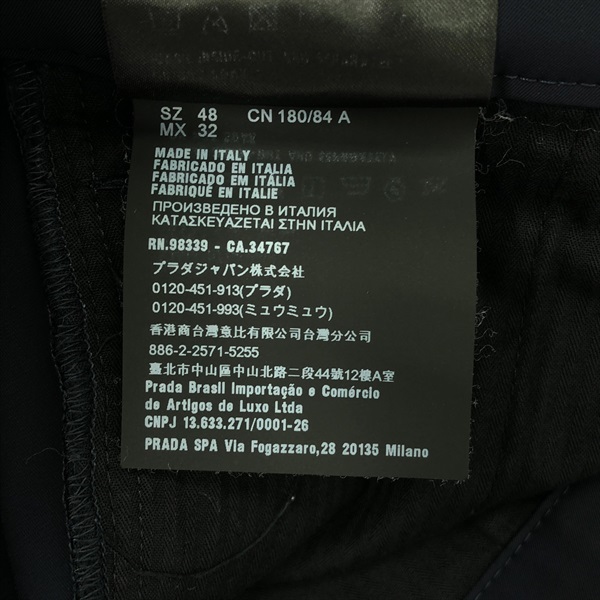 SZ 48 CN 180/84 A
MX 32
MADE IN ITALY
FABRICADO EN ITALIA
FABRICADO EM ITÁLIA
FABRIQUÉ EN ITALIE
ПРОИЗВЕДЕНО В ИТАЛИЯ
ΚΑΤΑΣΚΕΥΑΖΕΤΑΙ ΣΤΗΝ ΙΤΑΛΙΑ
RN.98339 - CA.34767
プラダジャパン株式会社
0120-451-913(プラダ)
0120-451-993(ミュウミュウ)
香港商台灣意比有限公司台灣分公司
886-2-2571-5255
臺北市中山區中山北路二段44號12樓A室
Prada Brasil Importação e Comércio
de Artigos de Luxo Ltda
CNPJ 13.633.271/0001-26
PRADA SPA Via Fogazzaro,28 20135 Milano